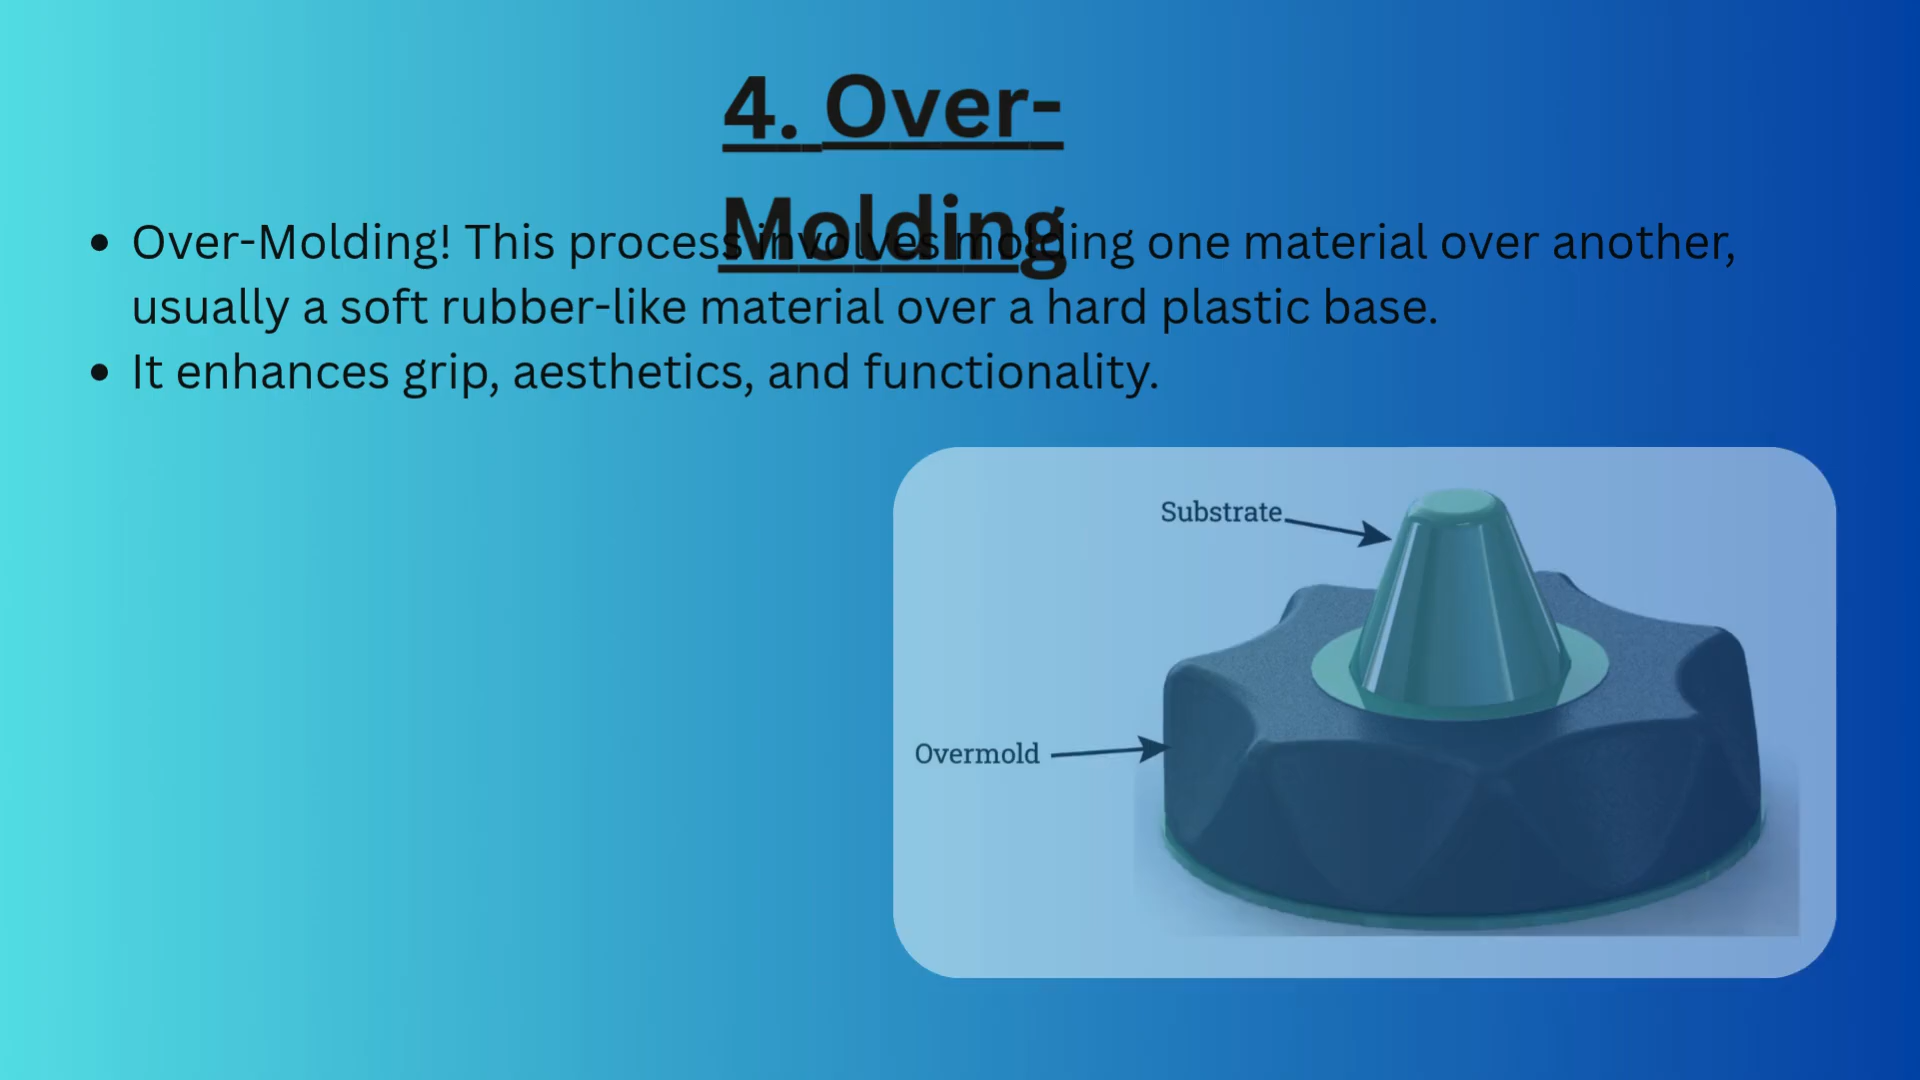 4. Over-
Molding
• Over-Molding! This process involves molding one material over another,
usually a soft rubber-like material over a hard plastic base.
• It enhances grip, aesthetics, and functionality.
Substrate
Overmold